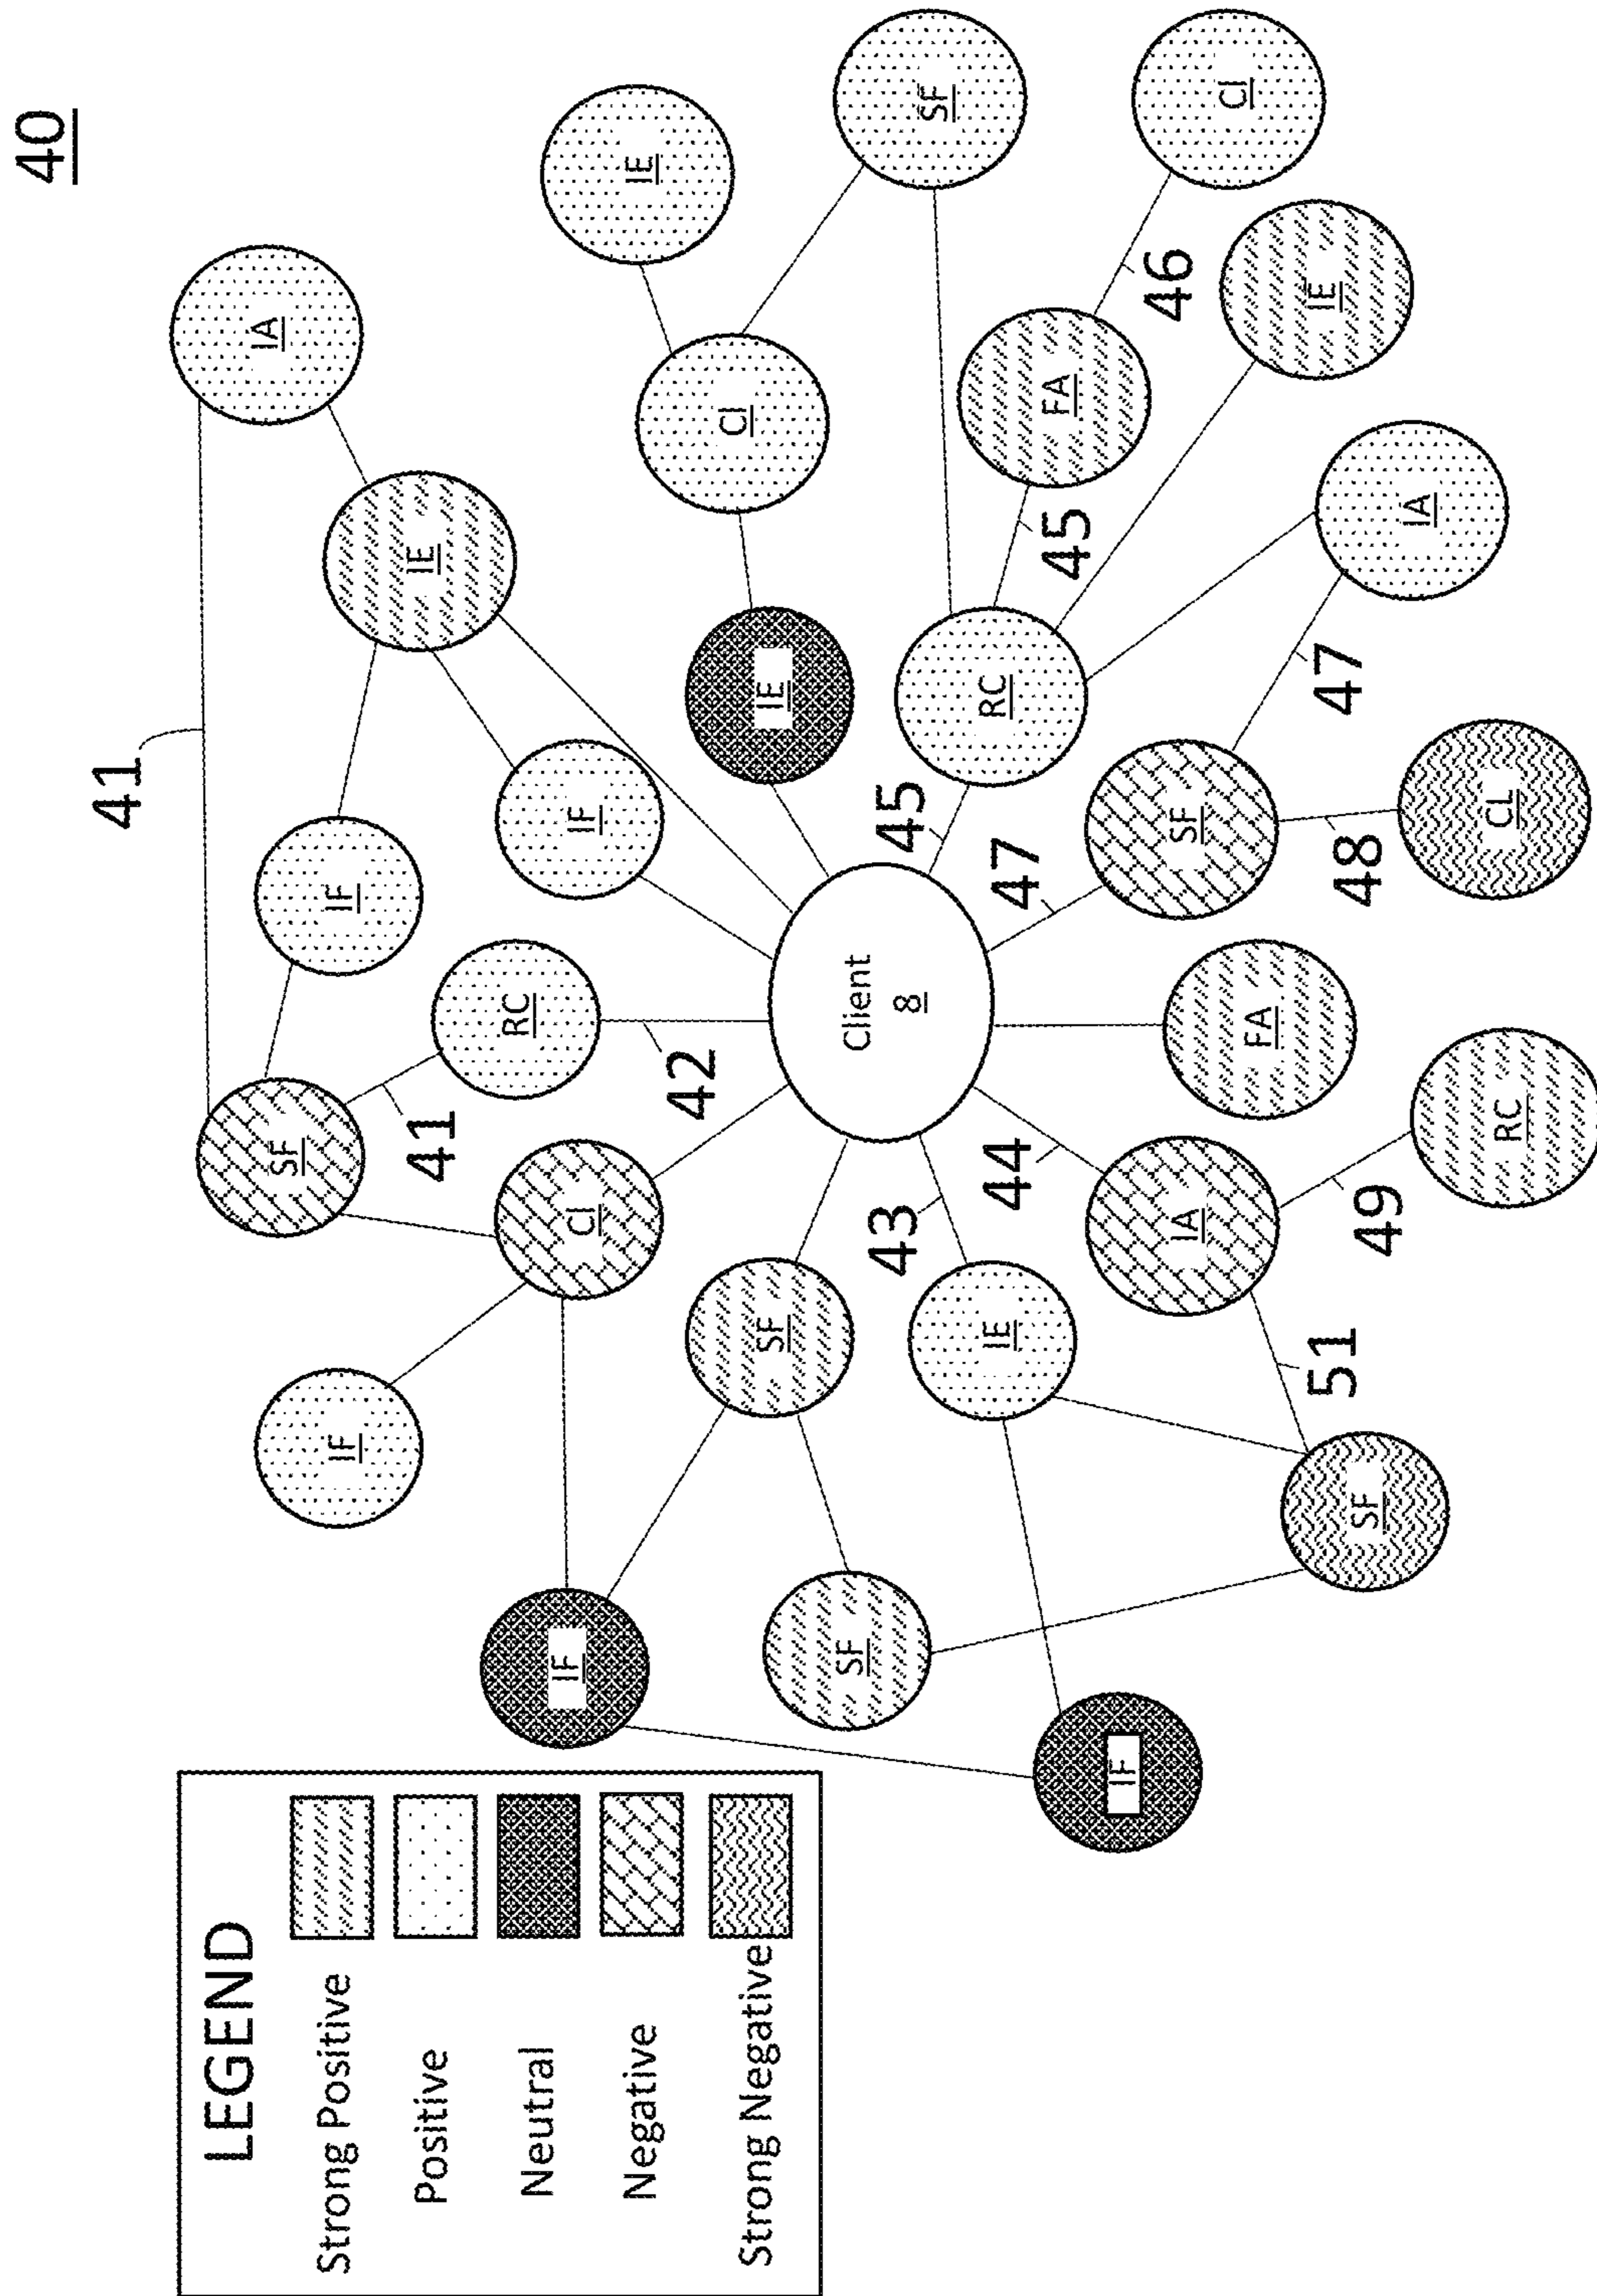 40
41
LEGEND
Strong Positive
Positive
Neutral
Negative
Strong Negative
IA
SF
IF
IF
IE
41
RC
IF
CI
IF
IE
42
CI
SF
IE
SF
Client
8
43
45
SF
IE
RC
44
47
FA
45
IF
46
SF
IA
CI
FA
IE
51
47
48
SF
49
IA
CL
RC